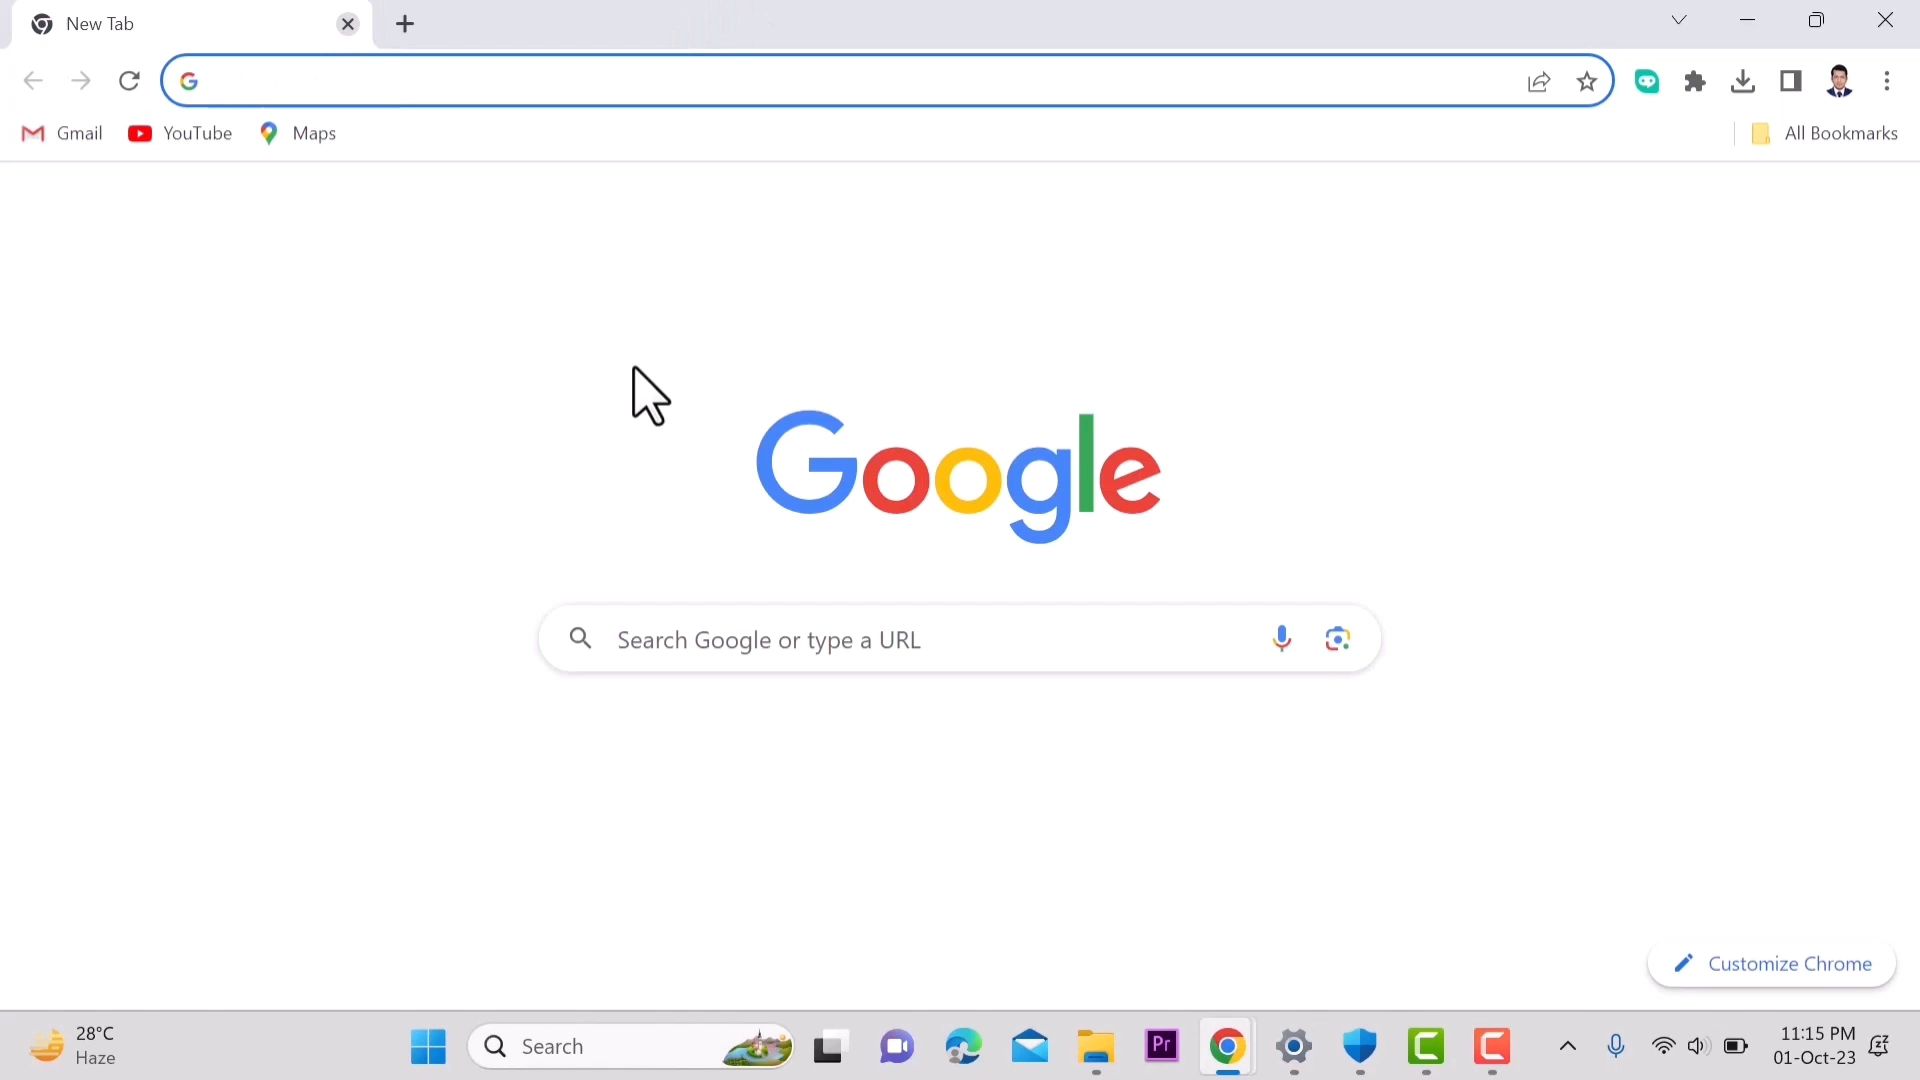 New Tab
Gmail
YouTube
Maps
All Bookmarks
Google
Search Google or type a URL
Customize Chrome
28°C
Haze
Search
Pr
11:15 PM
01-Oct-23